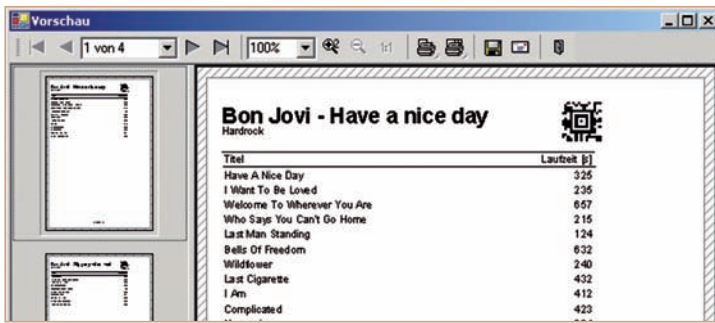 Vorschau
1 von 4 100% 1:1
Bon Jovi - Have a nice day
Hardrock
Titel Laufzeit [s]
Have A Nice Day 325
I Want To Be Loved 235
Welcome To Wherever You Are 657
Who Says You Can't Go Home 215
Last Man Standing 124
Bells Of Freedom 632
Wildflower 240
Last Cigarette 432
I Am 412
Complicated 423